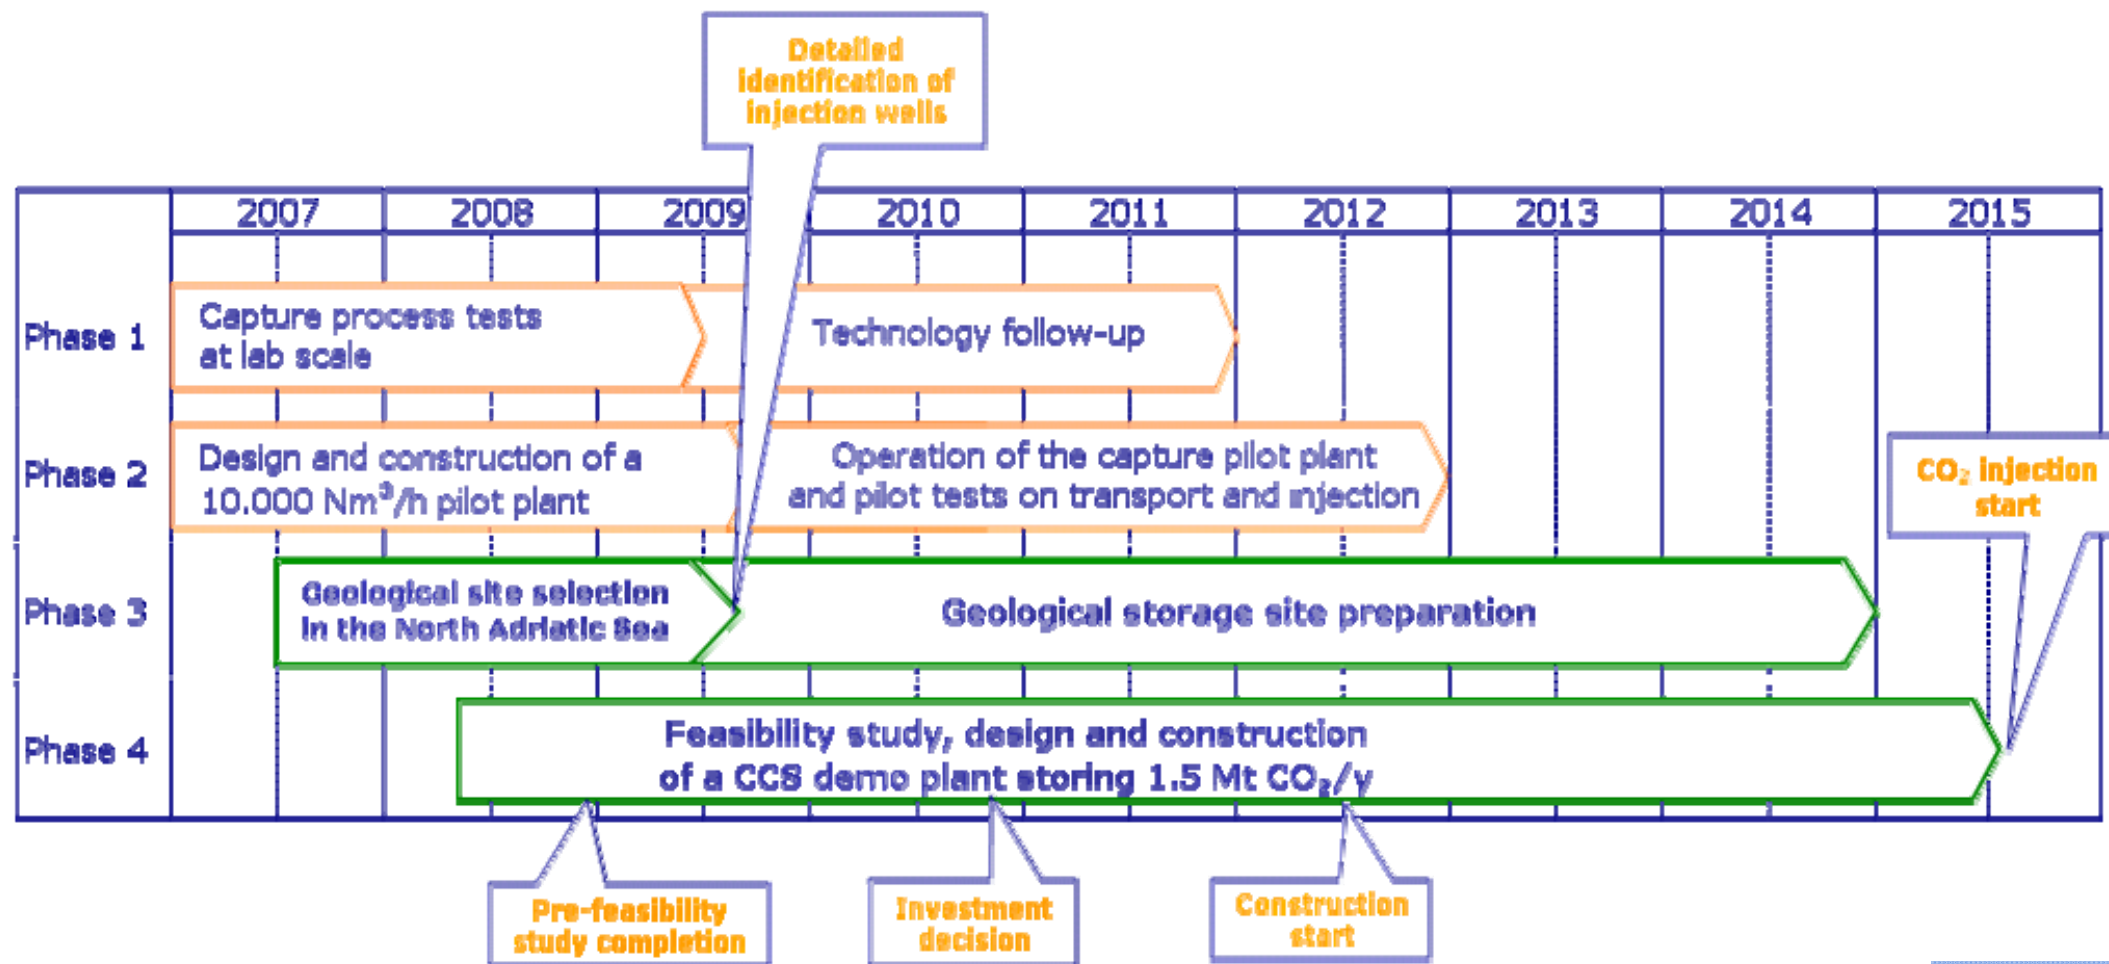 Detailed
identification of
injection wells
2007 2008 2009 2010 2011 2012 2013 2014 2015
Phase 1
Capture process tests
at lab scale
Technology follow-up
Phase 2
Design and construction of a
10.000 Nm³/h pilot plant
Operation of the capture pilot plant
and pilot tests on transport and injection
CO₂ injection
start
Phase 3
Geological site selection
in the North Adriatic Sea
Geological storage site preparation
Phase 4
Feasibility study, design and construction
of a CCS demo plant storing 1.5 Mt CO₂/y
Pre-feasibility
study completion
Investment
decision
Construction
start